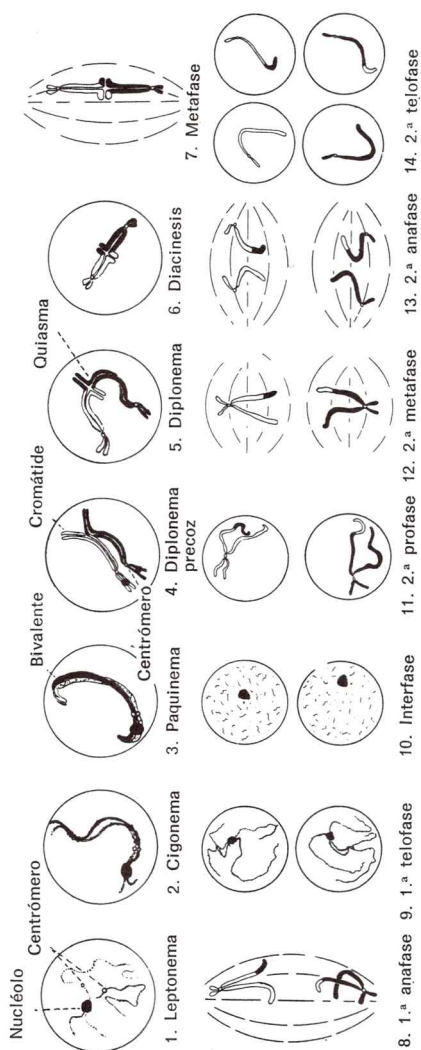 Nucléolo
Centrómero
Bivalente
Cromátide
Quiasma
Centrómero
1. Leptonema
2. Cigonema
3. Paquinema
4. Diplonema
precoz
5. Diplonema
6. Diacinesis
7. Metafase
8. 1.ª anafase
9. 1.ª telofase
10. Interfase
11. 2.ª profase
12. 2.ª metafase
13. 2.ª anafase
14. 2.ª telofase